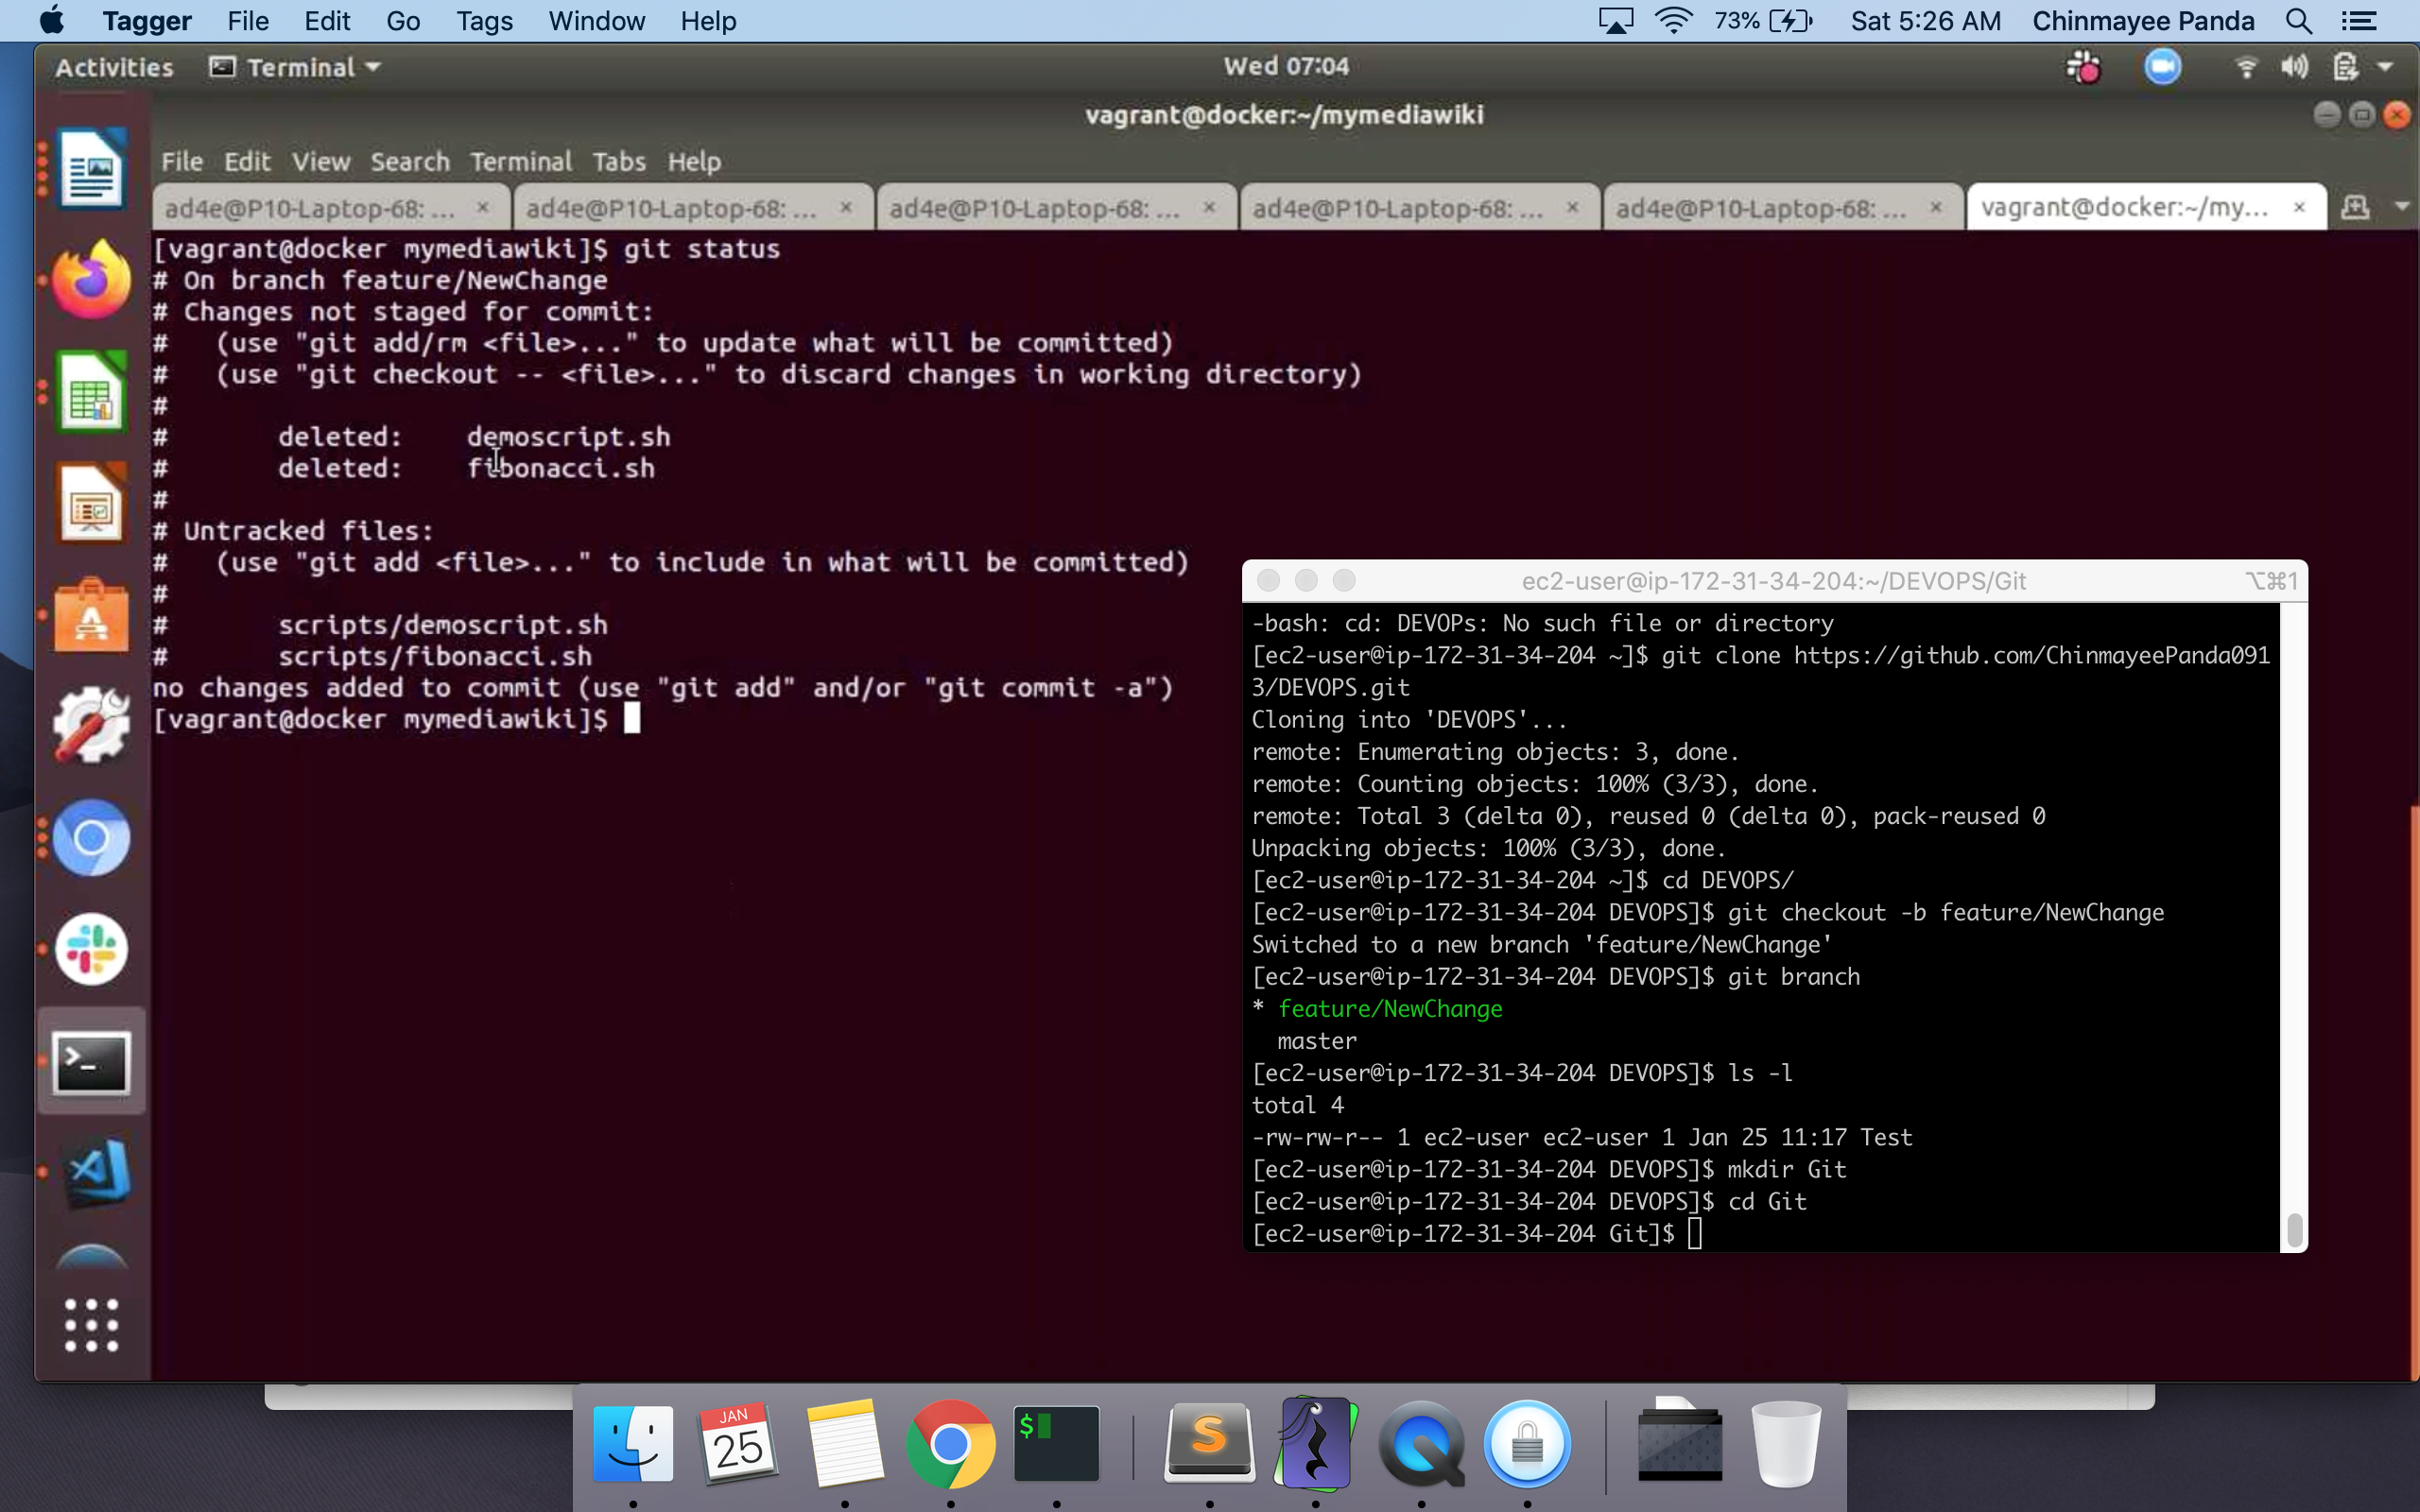 Tagger File Edit Go Tags Window Help 73% Sat 5:26 AM Chinmayee Panda
Activities Terminal Wed 07:04
vagrant@docker:~/mymediawiki
File Edit View Search Terminal Tabs Help
ad4e@P10-Laptop-68: ... × ad4e@P10-Laptop-68: ... × ad4e@P10-Laptop-68: ... × ad4e@P10-Laptop-68: ... × ad4e@P10-Laptop-68: ... × vagrant@docker:~/my... ×
[vagrant@docker mymediawiki]$ git status
# On branch feature/NewChange
# Changes not staged for commit:
#   (use "git add/rm <file>..." to update what will be committed)
#   (use "git checkout -- <file>..." to discard changes in working directory)
#
#       deleted:    demoscript.sh
#       deleted:    fibonacci.sh
#
# Untracked files:
#   (use "git add <file>..." to include in what will be committed)
#
#       scripts/demoscript.sh
#       scripts/fibonacci.sh
no changes added to commit (use "git add" and/or "git commit -a")
[vagrant@docker mymediawiki]$
ec2-user@ip-172-31-34-204:~/DEVOPS/Git ⌥⌘1
-bash: cd: DEVOPs: No such file or directory
[ec2-user@ip-172-31-34-204 ~]$ git clone https://github.com/ChinmayeePanda091
3/DEVOPS.git
Cloning into 'DEVOPS'...
remote: Enumerating objects: 3, done.
remote: Counting objects: 100% (3/3), done.
remote: Total 3 (delta 0), reused 0 (delta 0), pack-reused 0
Unpacking objects: 100% (3/3), done.
[ec2-user@ip-172-31-34-204 ~]$ cd DEVOPS/
[ec2-user@ip-172-31-34-204 DEVOPS]$ git checkout -b feature/NewChange
Switched to a new branch 'feature/NewChange'
[ec2-user@ip-172-31-34-204 DEVOPS]$ git branch
* feature/NewChange
  master
[ec2-user@ip-172-31-34-204 DEVOPS]$ ls -l
total 4
-rw-rw-r-- 1 ec2-user ec2-user 1 Jan 25 11:17 Test
[ec2-user@ip-172-31-34-204 DEVOPS]$ mkdir Git
[ec2-user@ip-172-31-34-204 DEVOPS]$ cd Git
[ec2-user@ip-172-31-34-204 Git]$
JAN
25
$
S